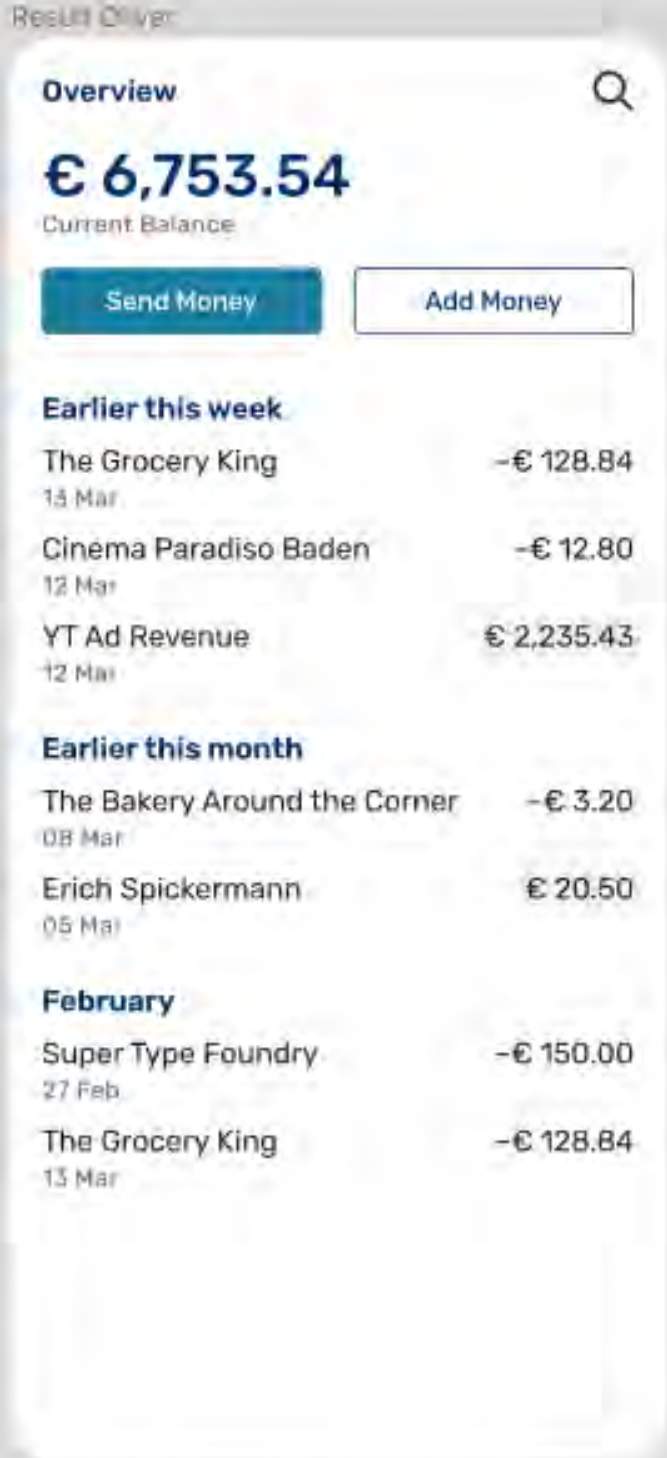 Result Oliver
Overview
€ 6,753.54
Current Balance
Send Money
Add Money
Earlier this week
The Grocery King
-€ 128.84
13 Mar
Cinema Paradiso Baden
-€ 12.80
12 Mar
YT Ad Revenue
€ 2,235.43
12 Mar
Earlier this month
The Bakery Around the Corner
-€ 3.20
08 Mar
Erich Spickermann
€ 20.50
05 Mar
February
Super Type Foundry
-€ 150.00
27 Feb
The Grocery King
-€ 128.84
13 Mar